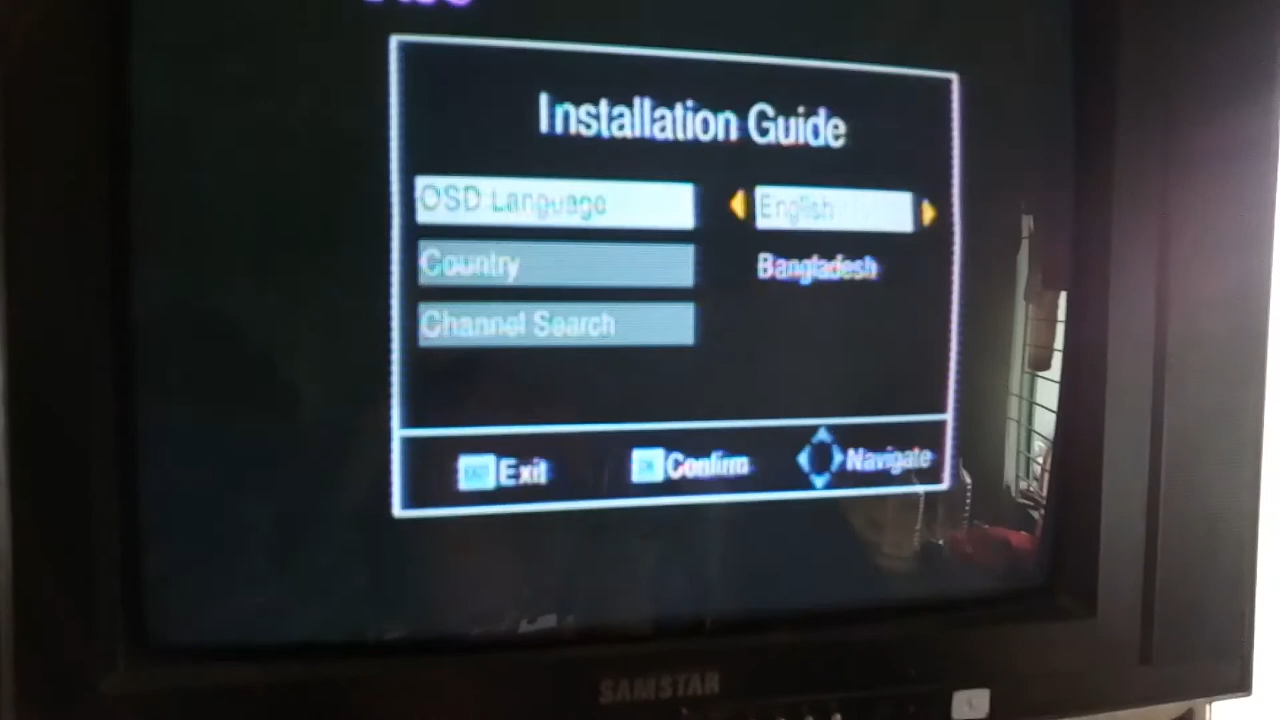 Installation Guide
OSD Language English
Country Bangladesh
Channel Search
Exit Confirm Navigate
SAMSTAR